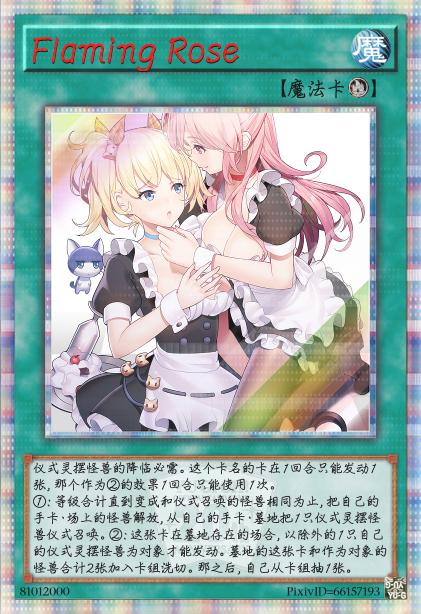 Flaming Rose
魔
【魔法卡】
仪式灵摆怪兽的降临必需。这个卡名的卡在1回合只能发动1
张,那个作为②的效果1回合只能使用1次。
①:等级合计直到变成和仪式召唤的怪兽相同为止,把自己的
手卡·场上的怪兽解放,从自己的手卡·墓地把1只仪式灵摆怪
兽仪式召唤。②:这张卡在墓地存在的场合,以除外的1只自己
的仪式灵摆怪兽为对象才能发动。墓地的这张卡和作为对象的
怪兽合计2张加入卡组洗切。那之后,自己从卡组抽1张。
81012000
PixivID=66157193